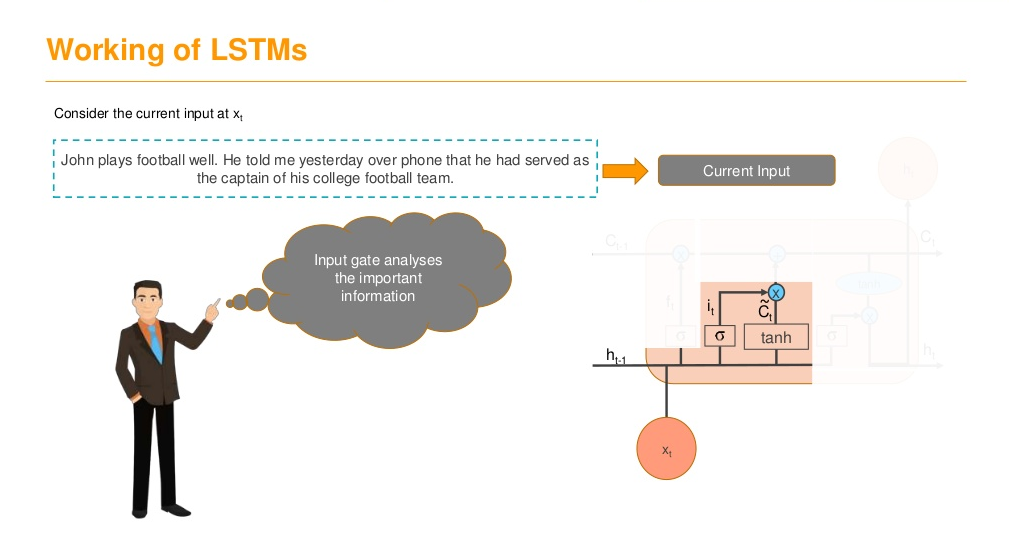 Working of LSTMs
Consider the current input at xt
John plays football well. He told me yesterday over phone that he had served as
the captain of his college football team.
Current Input
ht
Input gate analyses
the important
information
Ct-1
Ct
x
tanh
ft
it
C̃t
x
x
σ
σ
tanh
σ
ht-1
ht
xt